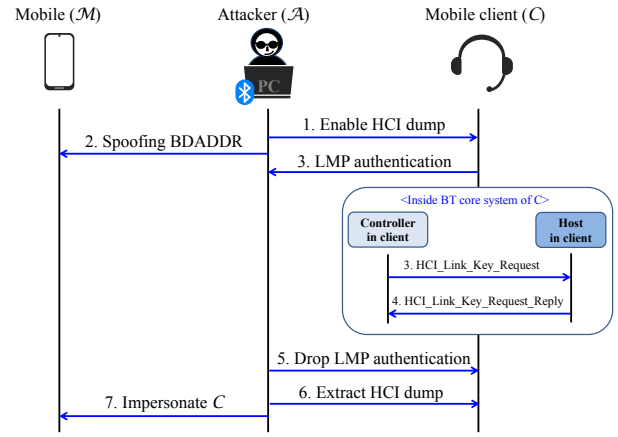 Mobile (ℳ)
Attacker (𝒜)
Mobile client (C)
PC
1. Enable HCI dump
2. Spoofing BDADDR
3. LMP authentication
<Inside BT core system of C>
Controller
in client
Host
in client
3. HCI_Link_Key_Request
4. HCI_Link_Key_Request_Reply
5. Drop LMP authentication
6. Extract HCI dump
7. Impersonate C